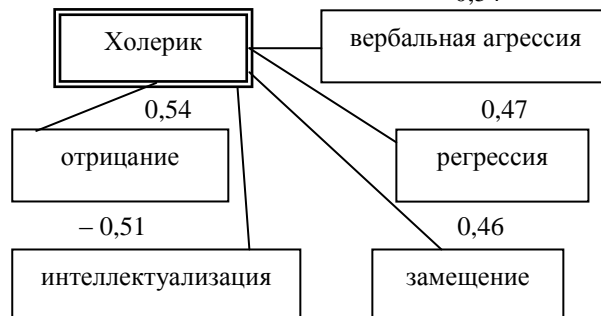 Холерик
вербальная агрессия
0,54
0,47
отрицание
регрессия
– 0,51
0,46
интеллектуализация
замещение